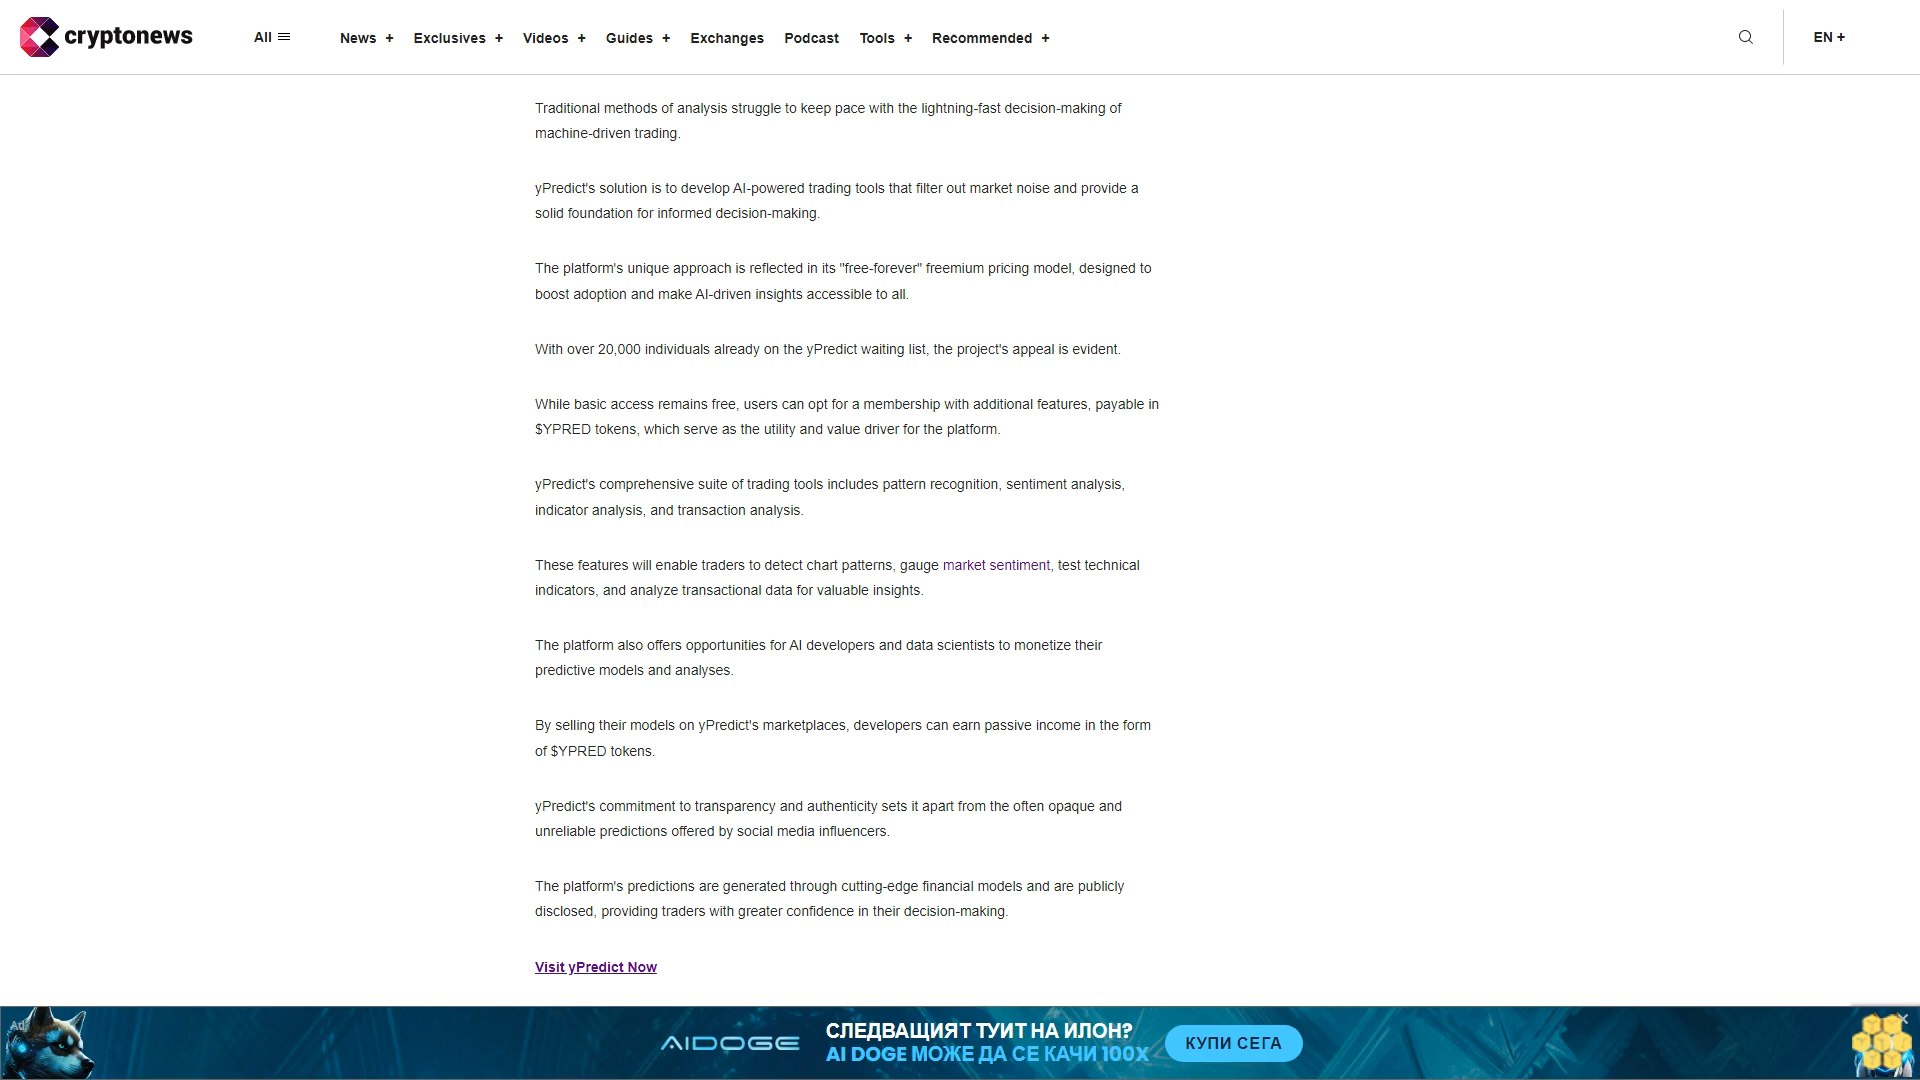 cryptonews
All
News +
Exclusives +
Videos +
Guides +
Exchanges
Podcast
Tools +
Recommended +
EN +
Traditional methods of analysis struggle to keep pace with the lightning-fast decision-making of
machine-driven trading.
yPredict's solution is to develop AI-powered trading tools that filter out market noise and provide a
solid foundation for informed decision-making.
The platform's unique approach is reflected in its "free-forever" freemium pricing model, designed to
boost adoption and make AI-driven insights accessible to all.
With over 20,000 individuals already on the yPredict waiting list, the project's appeal is evident.
While basic access remains free, users can opt for a membership with additional features, payable in
$YPRED tokens, which serve as the utility and value driver for the platform.
yPredict's comprehensive suite of trading tools includes pattern recognition, sentiment analysis,
indicator analysis, and transaction analysis.
These features will enable traders to detect chart patterns, gauge market sentiment, test technical
indicators, and analyze transactional data for valuable insights.
The platform also offers opportunities for AI developers and data scientists to monetize their
predictive models and analyses.
By selling their models on yPredict's marketplaces, developers can earn passive income in the form
of $YPRED tokens.
yPredict's commitment to transparency and authenticity sets it apart from the often opaque and
unreliable predictions offered by social media influencers.
The platform's predictions are generated through cutting-edge financial models and are publicly
disclosed, providing traders with greater confidence in their decision-making.
Visit yPredict Now
Ad
AIDOGE
СЛЕДВАЩИЯТ ТУИТ НА ИЛОН?
AI DOGE МОЖЕ ДА СЕ КАЧИ 100X
КУПИ СЕГА